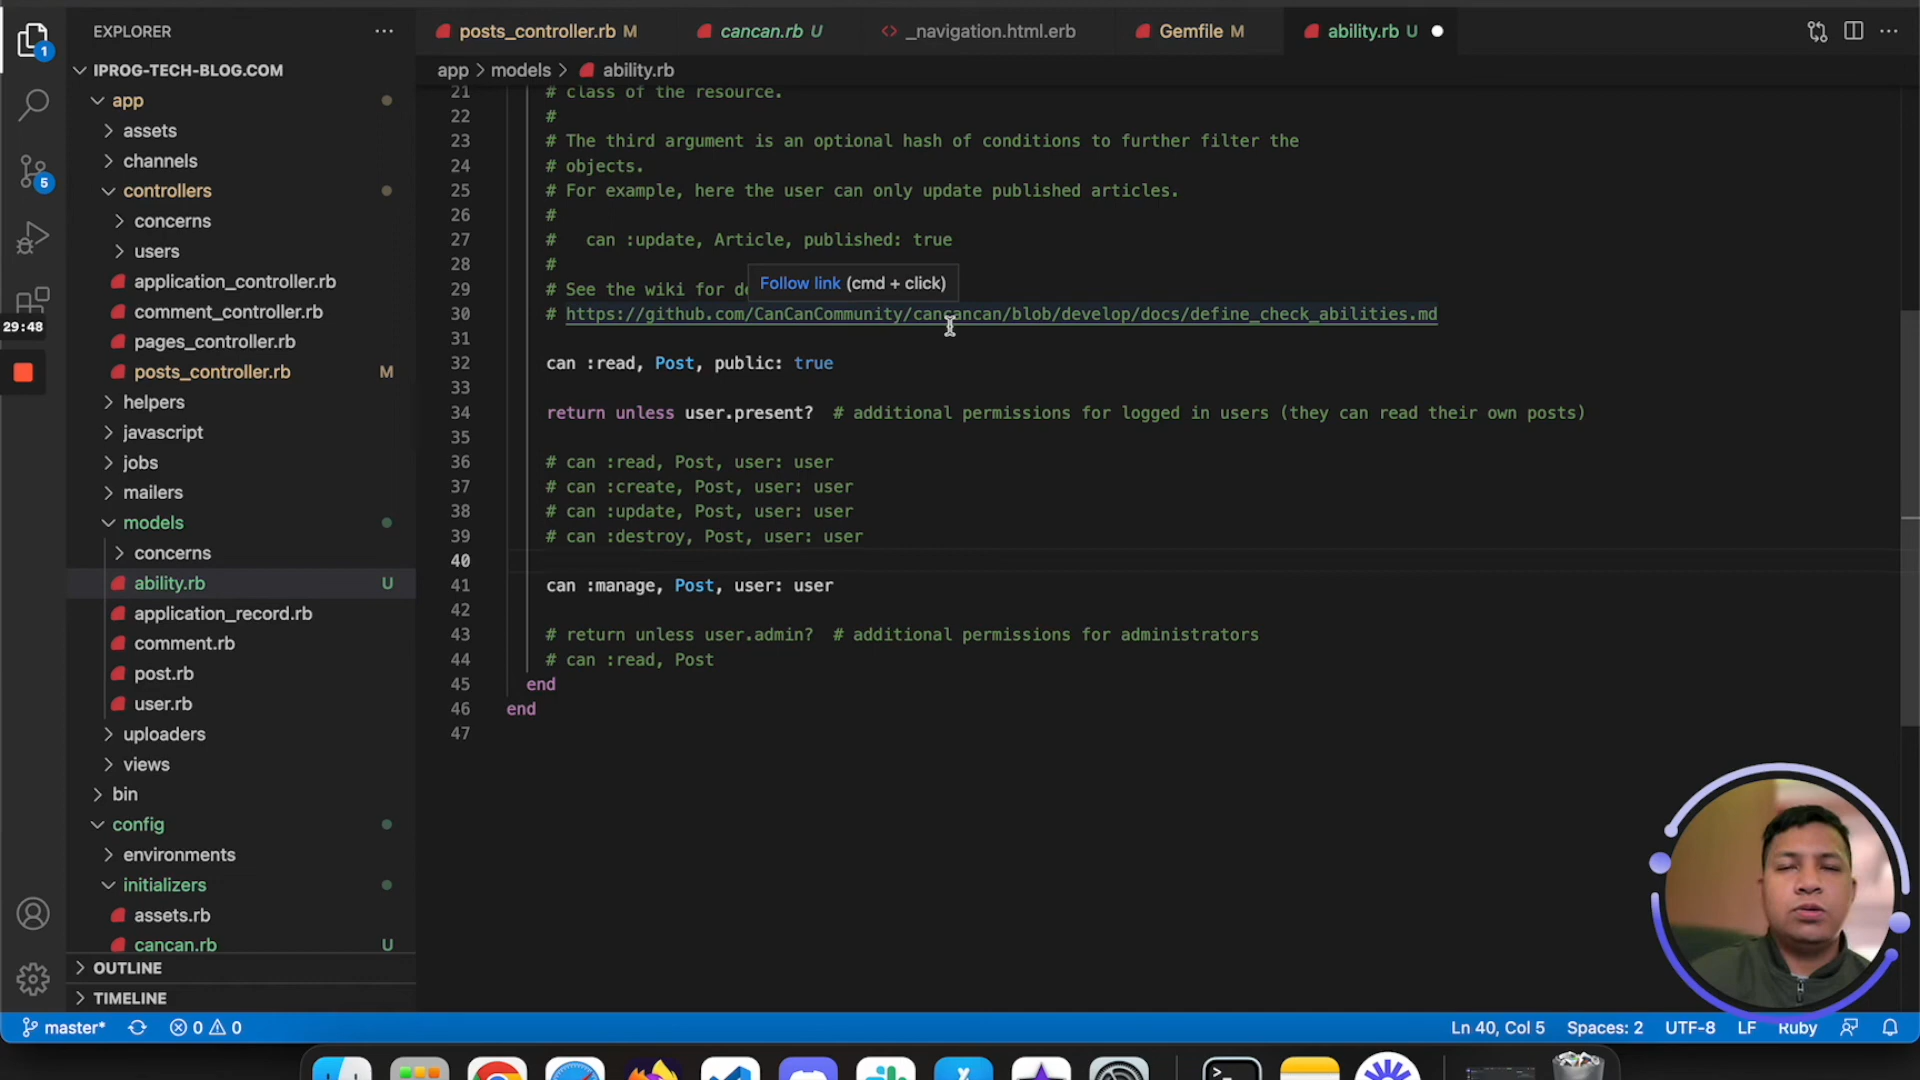 EXPLORER
posts_controller.rb M
cancan.rb U
_navigation.html.erb
Gemfile M
ability.rb U
IPROG-TECH-BLOG.COM
app > models > ability.rb
app
assets
channels
controllers
concerns
users
application_controller.rb
comment_controller.rb
pages_controller.rb
posts_controller.rb M
helpers
javascript
jobs
mailers
models
concerns
ability.rb U
application_record.rb
comment.rb
post.rb
user.rb
uploaders
views
bin
config
environments
initializers
assets.rb
cancan.rb U
OUTLINE
TIMELINE
1
5
29:48
21 # class of the resource.
22 #
23 # The third argument is an optional hash of conditions to further filter the
24 # objects.
25 # For example, here the user can only update published articles.
26 #
27 # can :update, Article, published: true
28 #
Follow link (cmd + click)
29 # See the wiki for
30 # https://github.com/CanCanCommunity/cancancan/blob/develop/docs/define_check_abilities.md
31
32 can :read, Post, public: true
33
34 return unless user.present? # additional permissions for logged in users (they can read their own posts)
35
36 # can :read, Post, user: user
37 # can :create, Post, user: user
38 # can :update, Post, user: user
39 # can :destroy, Post, user: user
40
41 can :manage, Post, user: user
42
43 # return unless user.admin? # additional permissions for administrators
44 # can :read, Post
45 end
46 end
47
master* 0 0
Ln 40, Col 5 Spaces: 2 UTF-8 LF Ruby